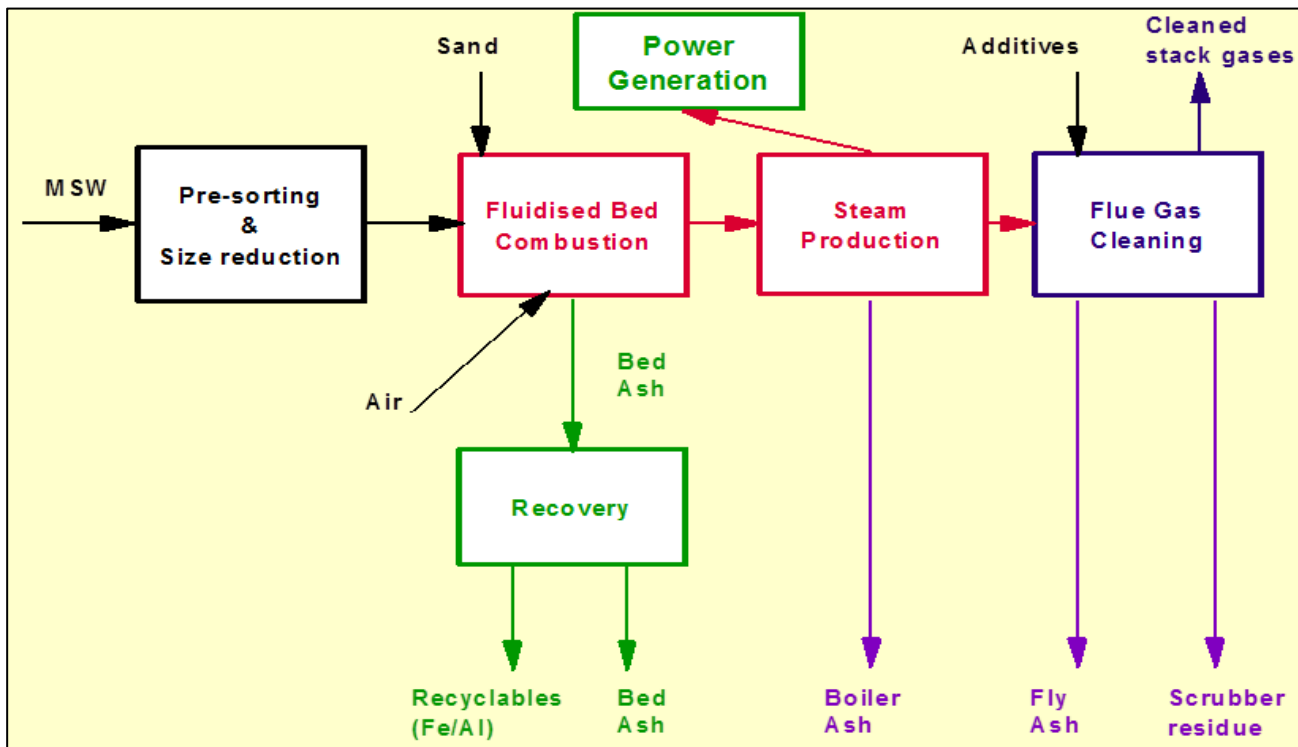 Sand
Power
Generation
Additives
Cleaned
stack gases
MSW
Pre-sorting
&
Size reduction
Fluidised Bed
Combustion
Steam
Production
Flue Gas
Cleaning
Air
Bed
Ash
Recovery
Recyclables
(Fe/Al)
Bed
Ash
Boiler
Ash
Fly
Ash
Scrubber
residue